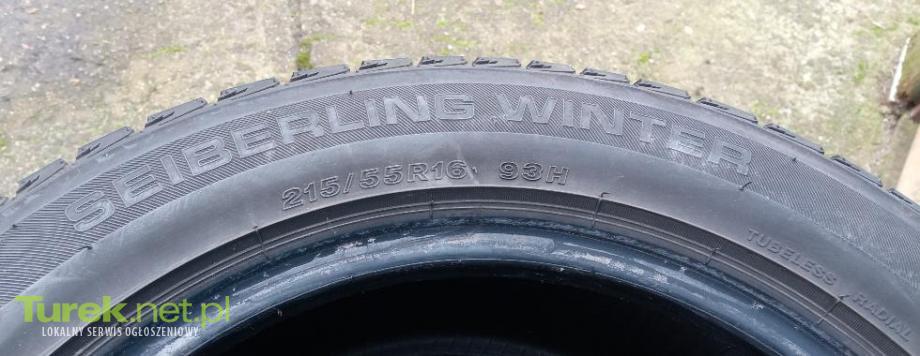 SEIBERLING WINTER
215/55R16 93H
TUBELESS RADIAL
Turek.net.pl
LOKALNY SERWIS OGŁOSZENIOWY